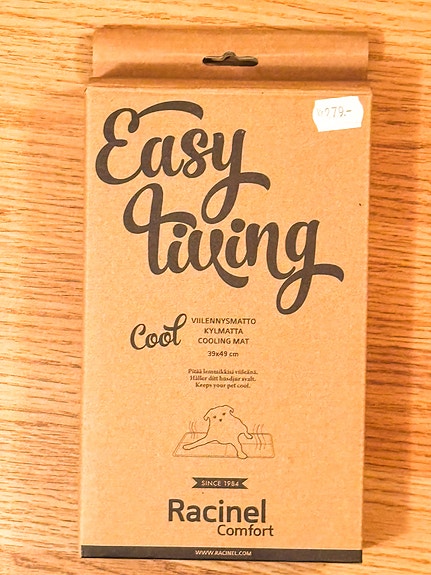 779.-
Easy
living
Cool
VIILENNYSMATTO
KYLMATTA
COOLING MAT
39x49 cm
Pitää lemmikkisi viileänä.
Håller ditt husdjur svalt.
Keeps your pet cool.
SINCE 1984
Racinel
Comfort
WWW.RACINEL.COM